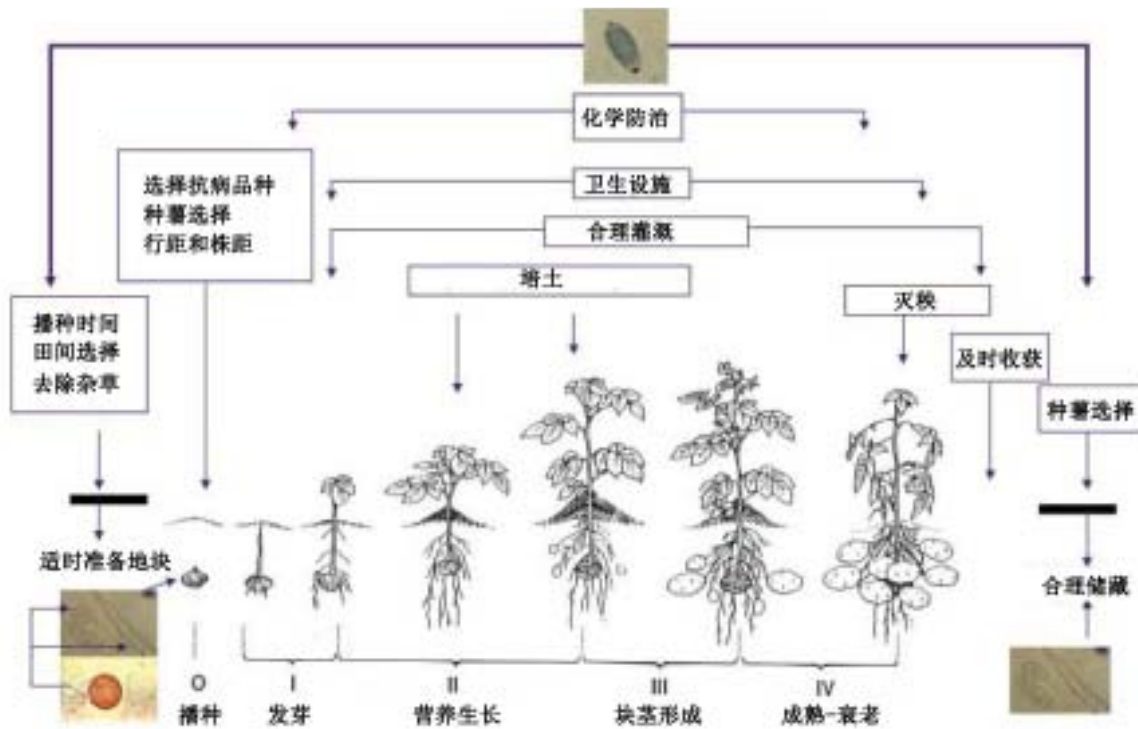 化学防治
选择抗病品种
种薯选择
行距和株距
卫生设施
合理灌溉
培土
灭秧
播种时间
田间选择
去除杂草
及时收获
种薯选择
适时准备地块
合理储藏
O
播种
I
发芽
II
营养生长
III
块茎形成
IV
成熟-衰老